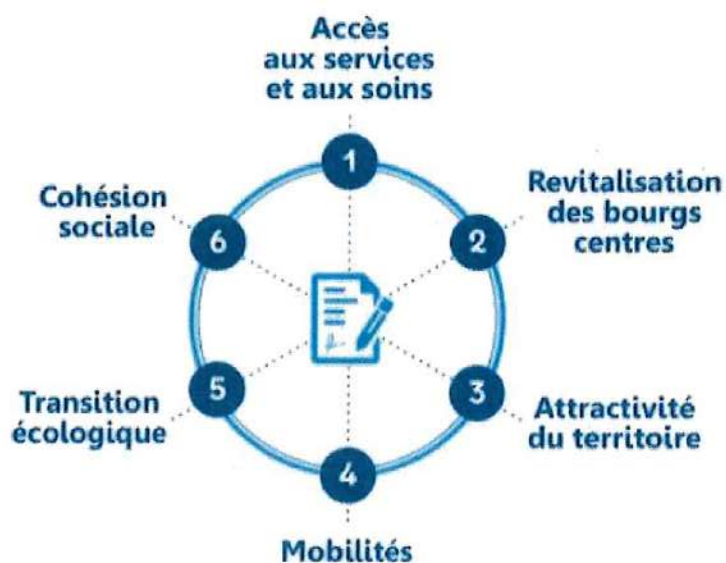 Accès
aux services
et aux soins
1
Revitalisation
des bourgs
centres
2
3
Attractivité
du territoire
4
Mobilités
5
Transition
écologique
6
Cohésion
sociale